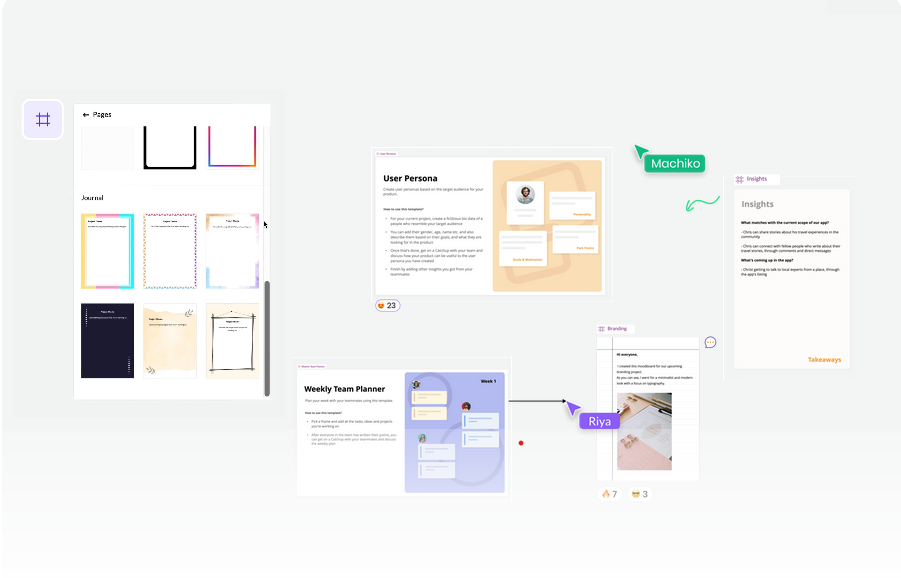 Pages
Journal
User Persona
User Persona
Create user personas based on the target audience for your
product.
How to use this template?
For your current project, create a fictitious bio data of a
people who resemble your target audience
You can add their gender, age, name etc. and also
describe them based on their goals, and what they are
looking for in the product
Once that's done, get on a Catchup with your team and
discuss how your product can be useful to the user
persona you have created
Finish by adding other insights you got from your
teammates
Personality
Pain Points
Goals & Motivation
23
Machiko
Insights
Insights
What matches with the current scope of our app?
- Chris can share stories about his travel experiences in the
community
- Chris can connect with fellow people who write about their
travel stories, through comments and direct messages
What's coming up in the app?
- Christ getting to talk to local experts from a place, through
the app's listing
Takeaways
Weekly Team Planner
Weekly Team Planner
Plan your week with your teammates using this template.
How to use this template?
Pick a frame and add all the tasks, ideas and projects
you're working on
After everyone in the team has written their points, you
can get on a Catchup with your teammates and discuss
the weekly plan
Week 1
Riya
Branding
Hi everyone,
I created this moodboard for our upcoming
branding project.
As you can see, I went for a minimalist and modern
look with a focus on typography.
7
3